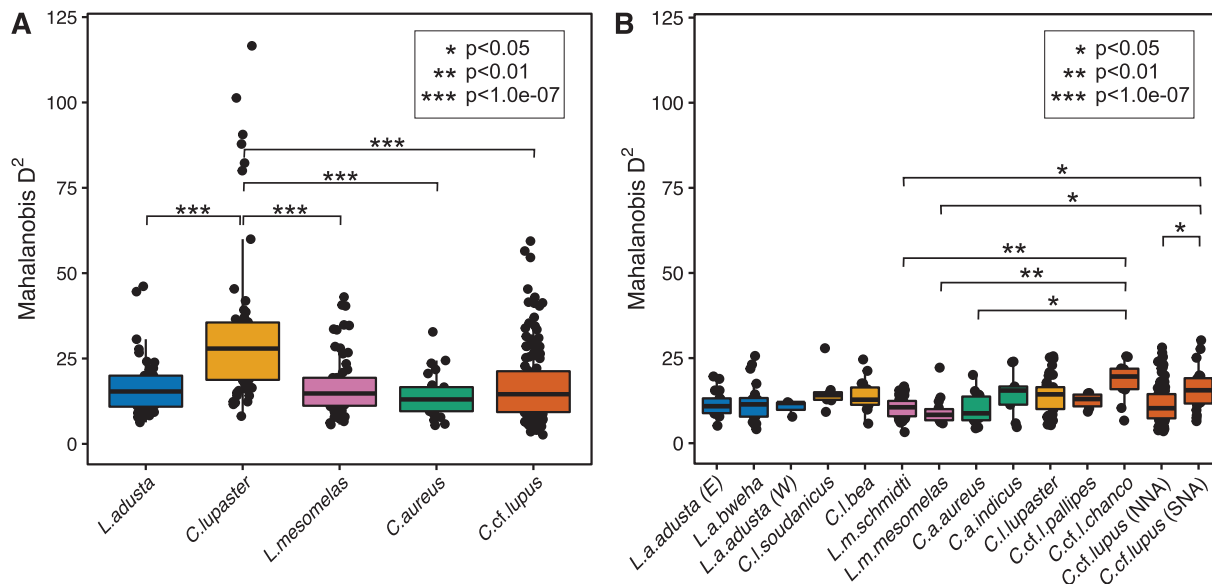 A
Mahalanobis D²
125
100
75
50
25
0
* p<0.05
** p<0.01
*** p<1.0e-07
***
***
***
***
L.adusta
C.lupaster
L.mesomelas
C.aureus
C.cf.lupus
B
Mahalanobis D²
125
100
75
50
25
0
* p<0.05
** p<0.01
*** p<1.0e-07
*
*
*
**
**
*
L.a.adusta (E)
L.a.bweha
L.a.adusta (W)
C.l.soudanicus
C.l.bea
L.m.schmidti
L.m.mesomelas
C.a.aureus
C.a.indicus
C.l.lupaster
C.cf.l.pallipes
C.cf.l.chanco
C.cf.lupus (NNA)
C.cf.lupus (SNA)